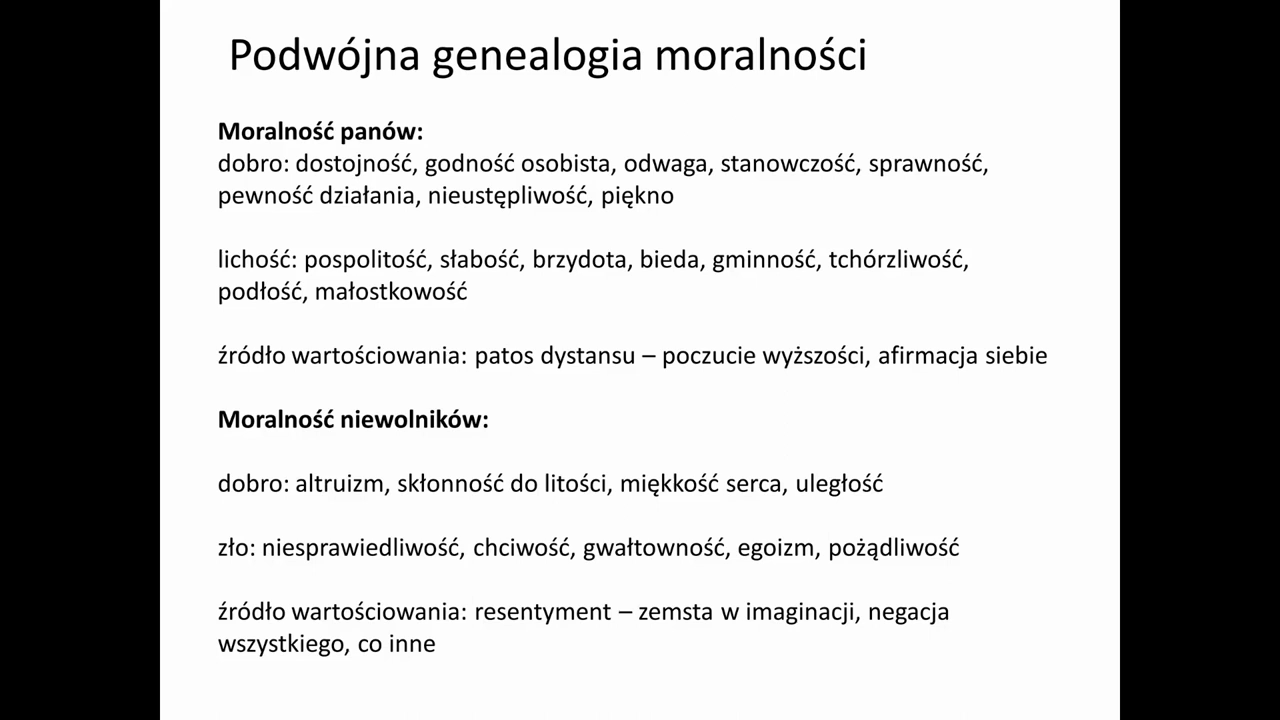 Podwójna genealogia moralności
Moralność panów:
dobro: dostojność, godność osobista, odwaga, stanowczość, sprawność,
pewność działania, nieustępliwość, piękno
lichość: pospolitość, słabość, brzydota, bieda, gminność, tchórzliwość,
podłość, małostkowość
źródło wartościowania: patos dystansu – poczucie wyższości, afirmacja siebie
Moralność niewolników:
dobro: altruizm, skłonność do litości, miękkość serca, uległość
zło: niesprawiedliwość, chciwość, gwałtowność, egoizm, pożądliwość
źródło wartościowania: resentyment – zemsta w imaginacji, negacja
wszystkiego, co inne